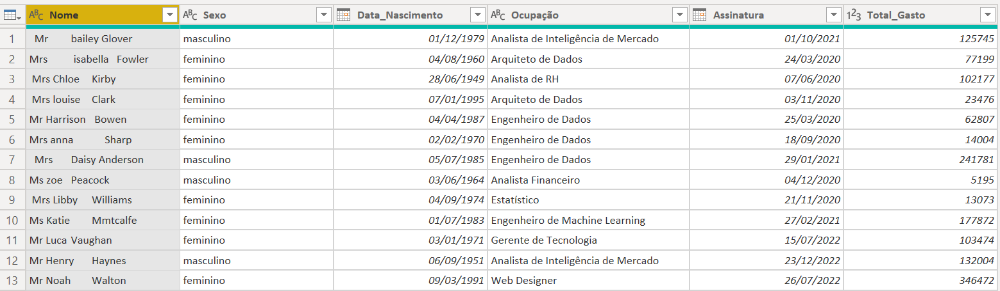 ABC Nome ABC Sexo Data_Nascimento ABC Ocupação Assinatura 123 Total_Gasto
1 Mr bailey Glover masculino 01/12/1979 Analista de Inteligência de Mercado 01/10/2021 125745
2 Mrs isabella Fowler feminino 04/08/1960 Arquiteto de Dados 24/03/2020 77199
3 Mrs Chloe Kirby feminino 28/06/1949 Analista de RH 07/06/2020 102177
4 Mrs louise Clark feminino 07/01/1995 Arquiteto de Dados 03/11/2020 23476
5 Mr Harrison Bowen feminino 04/04/1987 Engenheiro de Dados 25/03/2020 62807
6 Mrs anna Sharp feminino 02/02/1970 Engenheiro de Dados 18/09/2020 14004
7 Mrs Daisy Anderson masculino 05/07/1985 Engenheiro de Dados 29/01/2021 241781
8 Ms zoe Peacock masculino 03/06/1964 Analista Financeiro 04/12/2020 5195
9 Mrs Libby Williams feminino 04/09/1974 Estatístico 21/11/2020 13073
10 Ms Katie Mmtcalfe feminino 01/07/1983 Engenheiro de Machine Learning 27/02/2021 177872
11 Mr Luca Vaughan feminino 03/01/1971 Gerente de Tecnologia 15/07/2022 103474
12 Mr Henry Haynes masculino 06/09/1951 Analista de Inteligência de Mercado 23/12/2022 132004
13 Mr Noah Walton feminino 09/03/1991 Web Designer 26/07/2022 346472